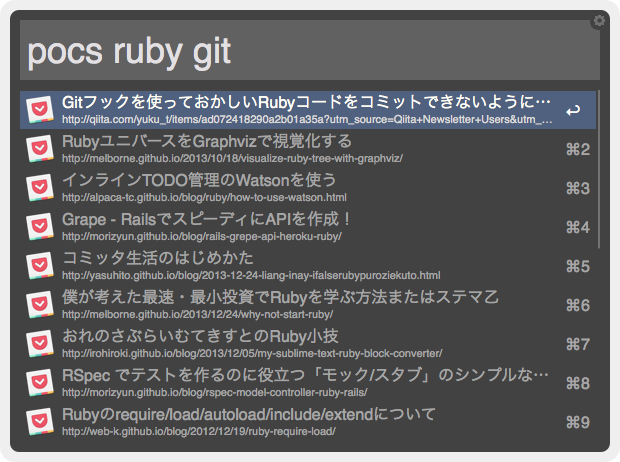 pocs ruby git
Gitフックを使っておかしいRubyコードをコミットできないように…
http://qiita.com/yuku_t/items/ad072418290a2b01a35a?utm_source=Qiita+Newsletter+Users&utm_…
↩
RubyユニバースをGraphvizで視覚化する
http://melborne.github.io/2013/10/18/visualize-ruby-tree-with-graphviz/
⌘2
インラインTODO管理のWatsonを使う
http://alpaca-tc.github.io/blog/ruby/how-to-use-watson.html
⌘3
Grape - RailsでスピーディにAPIを作成！
http://morizyun.github.io/blog/rails-grepe-api-heroku-ruby/
⌘4
コミッタ生活のはじめかた
http://yasuhito.github.io/blog/2013-12-24-liang-inay-ifalserubypuroziekuto.html
⌘5
僕が考えた最速・最小投資でRubyを学ぶ方法またはステマ乙
http://melborne.github.io/2013/12/24/why-not-start-ruby/
⌘6
おれのさぶらいむてきすとのRuby小技
http://irohiroki.github.io/blog/2013/12/05/my-sublime-text-ruby-block-converter/
⌘7
RSpec でテストを作るのに役立つ「モック/スタブ」のシンプルな…
http://morizyun.github.io/blog/rspec-model-controller-ruby-rails/
⌘8
Rubyのrequire/load/autoload/include/extendについて
http://web-k.github.io/blog/2012/12/19/ruby-require-load/
⌘9